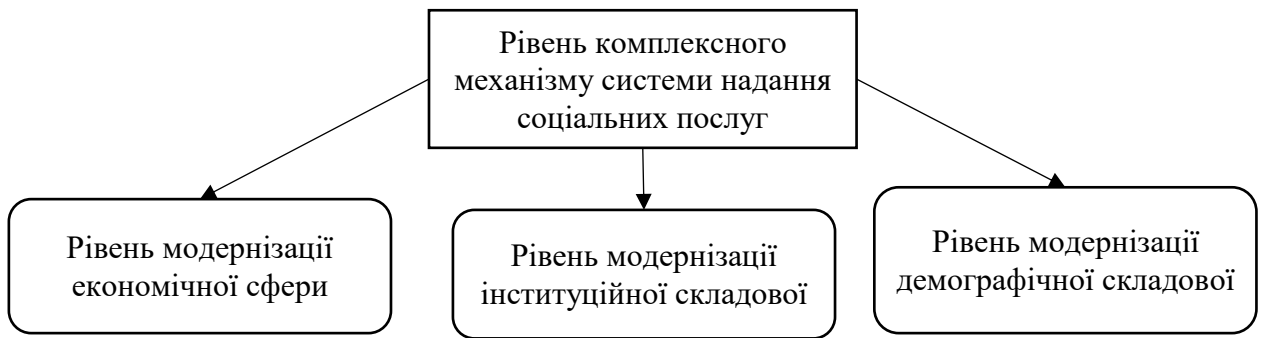 Рівень комплексного
механізму системи надання
соціальних послуг
Рівень модернізації
економічної сфери
Рівень модернізації
інституційної складової
Рівень модернізації
демографічної складової